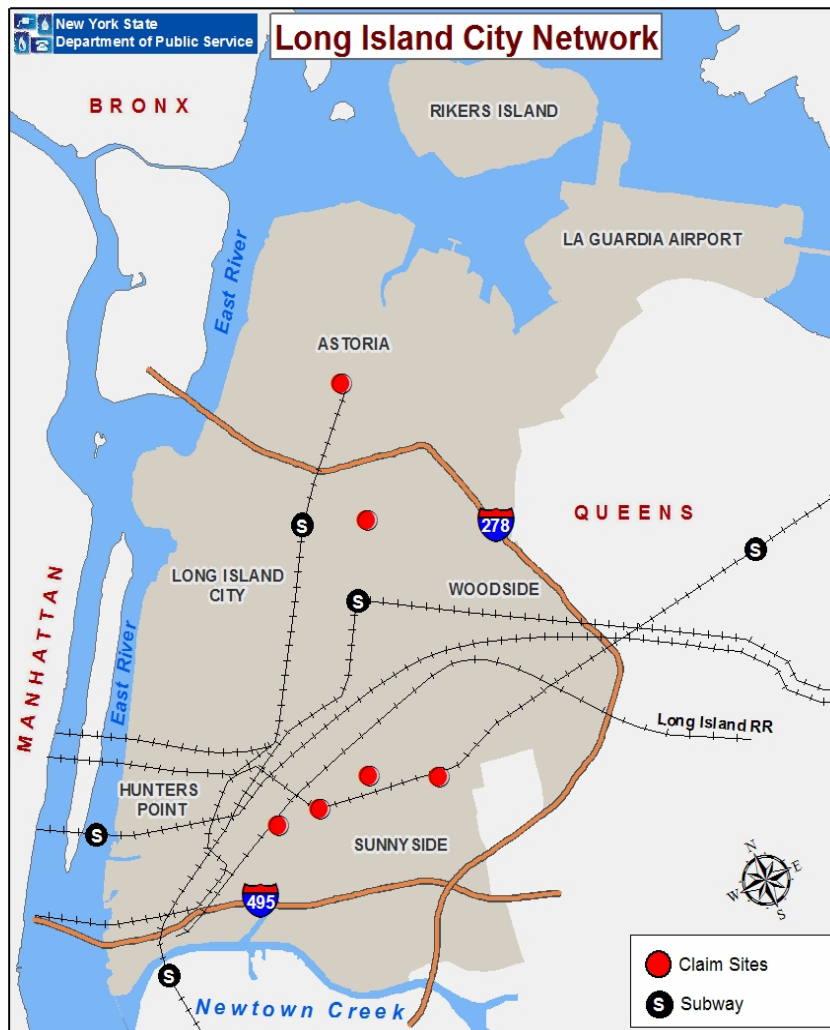 New York State
Department of Public Service
Long Island City Network
BRONX
RIKERS ISLAND
LA GUARDIA AIRPORT
East River
ASTORIA
QUEENS
278
S
S
LONG ISLAND
CITY
WOODSIDE
S
MANHATTAN
East River
Long Island RR
HUNTERS
POINT
S
SUNNYSIDE
495
N
E
W
S
S
Newtown Creek
Claim Sites
S Subway